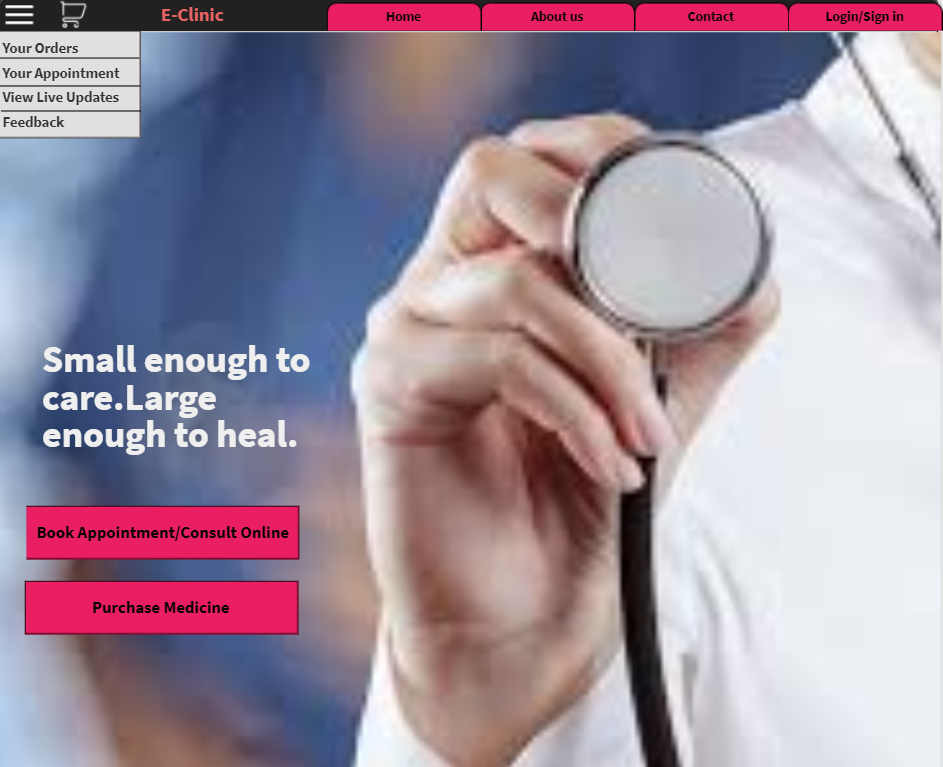 E-Clinic
Home
About us
Contact
Login/Sign in
Your Orders
Your Appointment
View Live Updates
Feedback
Small enough to
care.Large
enough to heal.
Book Appointment/Consult Online
Purchase Medicine